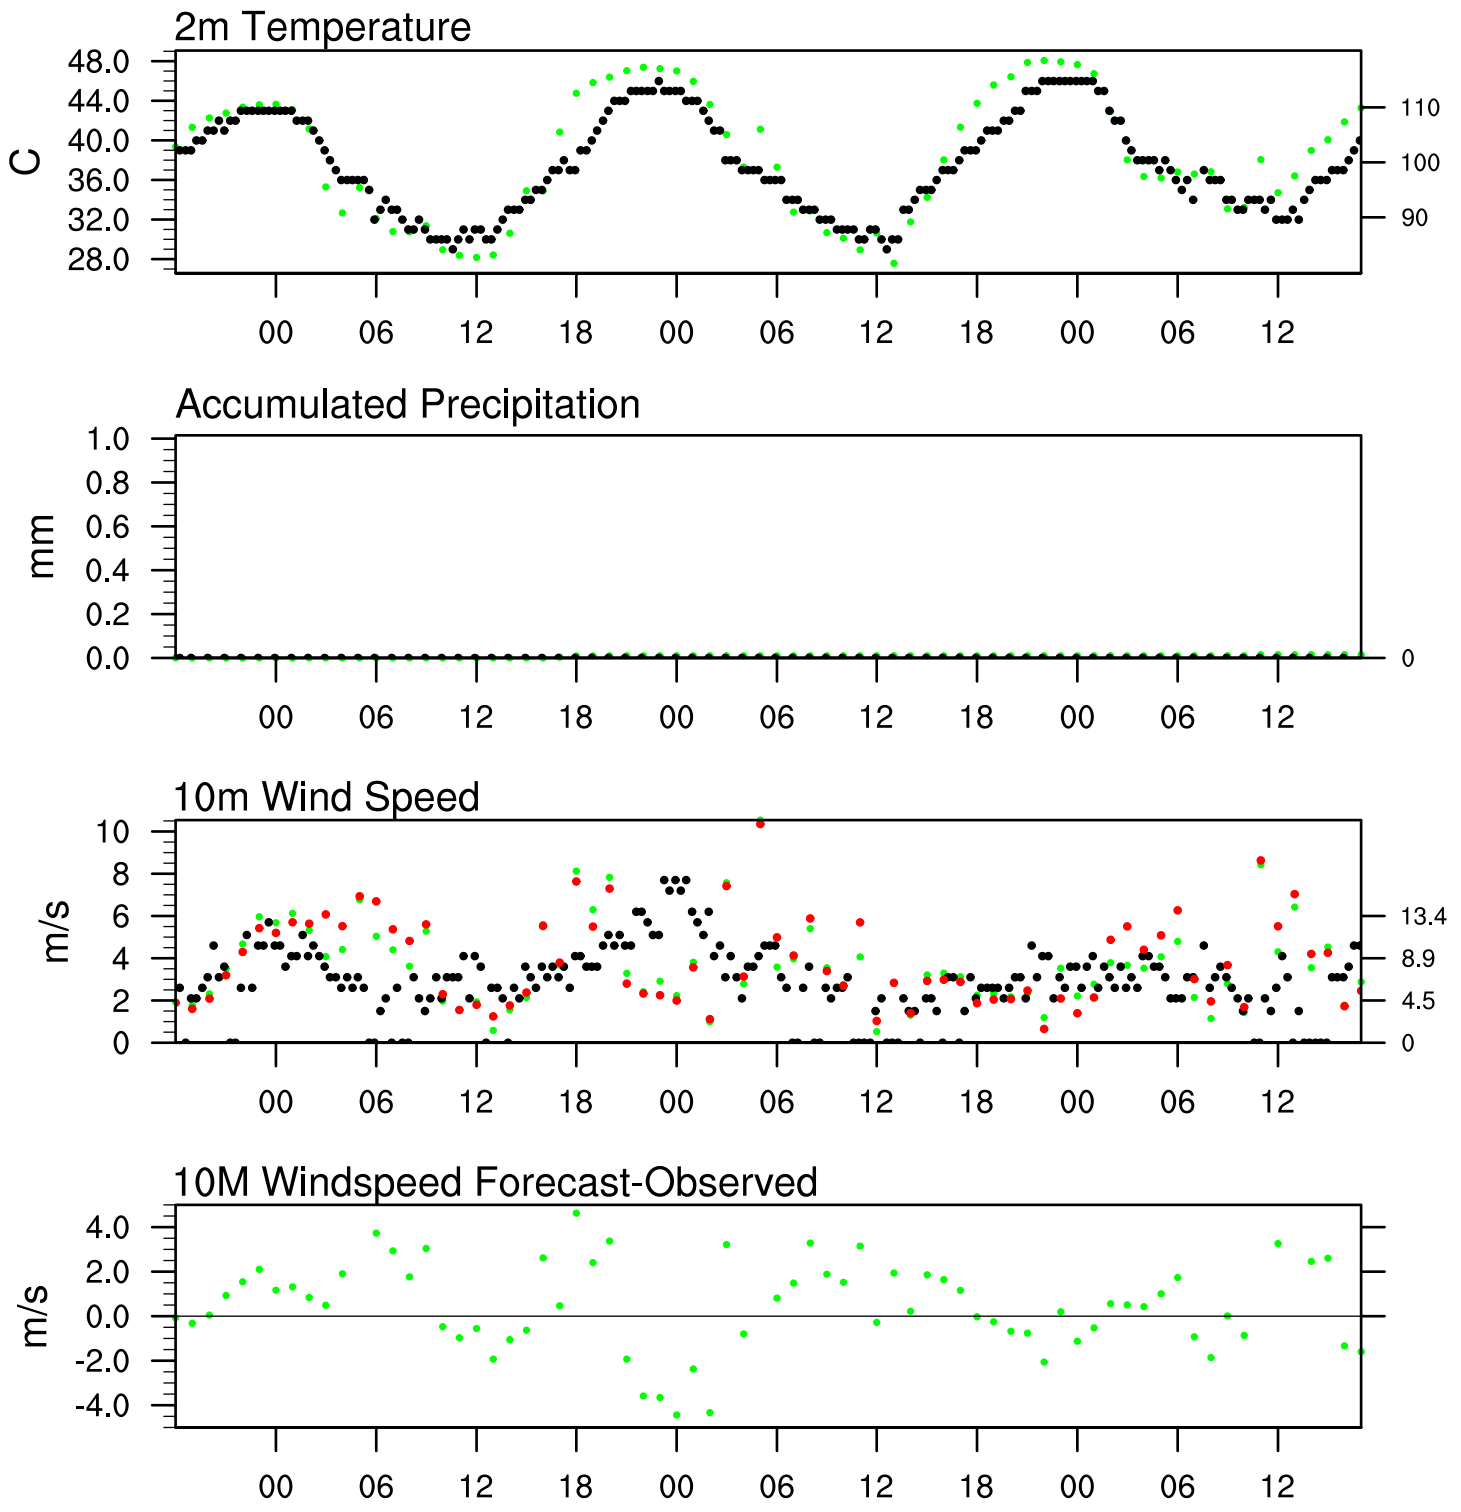 2m Temperature
48.0
44.0
40.0
36.0
32.0
28.0
C
110
100
90
00 06 12 18 00 06 12 18 00 06 12
Accumulated Precipitation
1.0
0.8
0.6
0.4
0.2
0.0
mm
0
00 06 12 18 00 06 12 18 00 06 12
10m Wind Speed
10
8
6
4
2
0
m/s
13.4
8.9
4.5
0
00 06 12 18 00 06 12 18 00 06 12
10M Windspeed Forecast-Observed
4.0
2.0
0.0
-2.0
-4.0
m/s
00 06 12 18 00 06 12 18 00 06 12